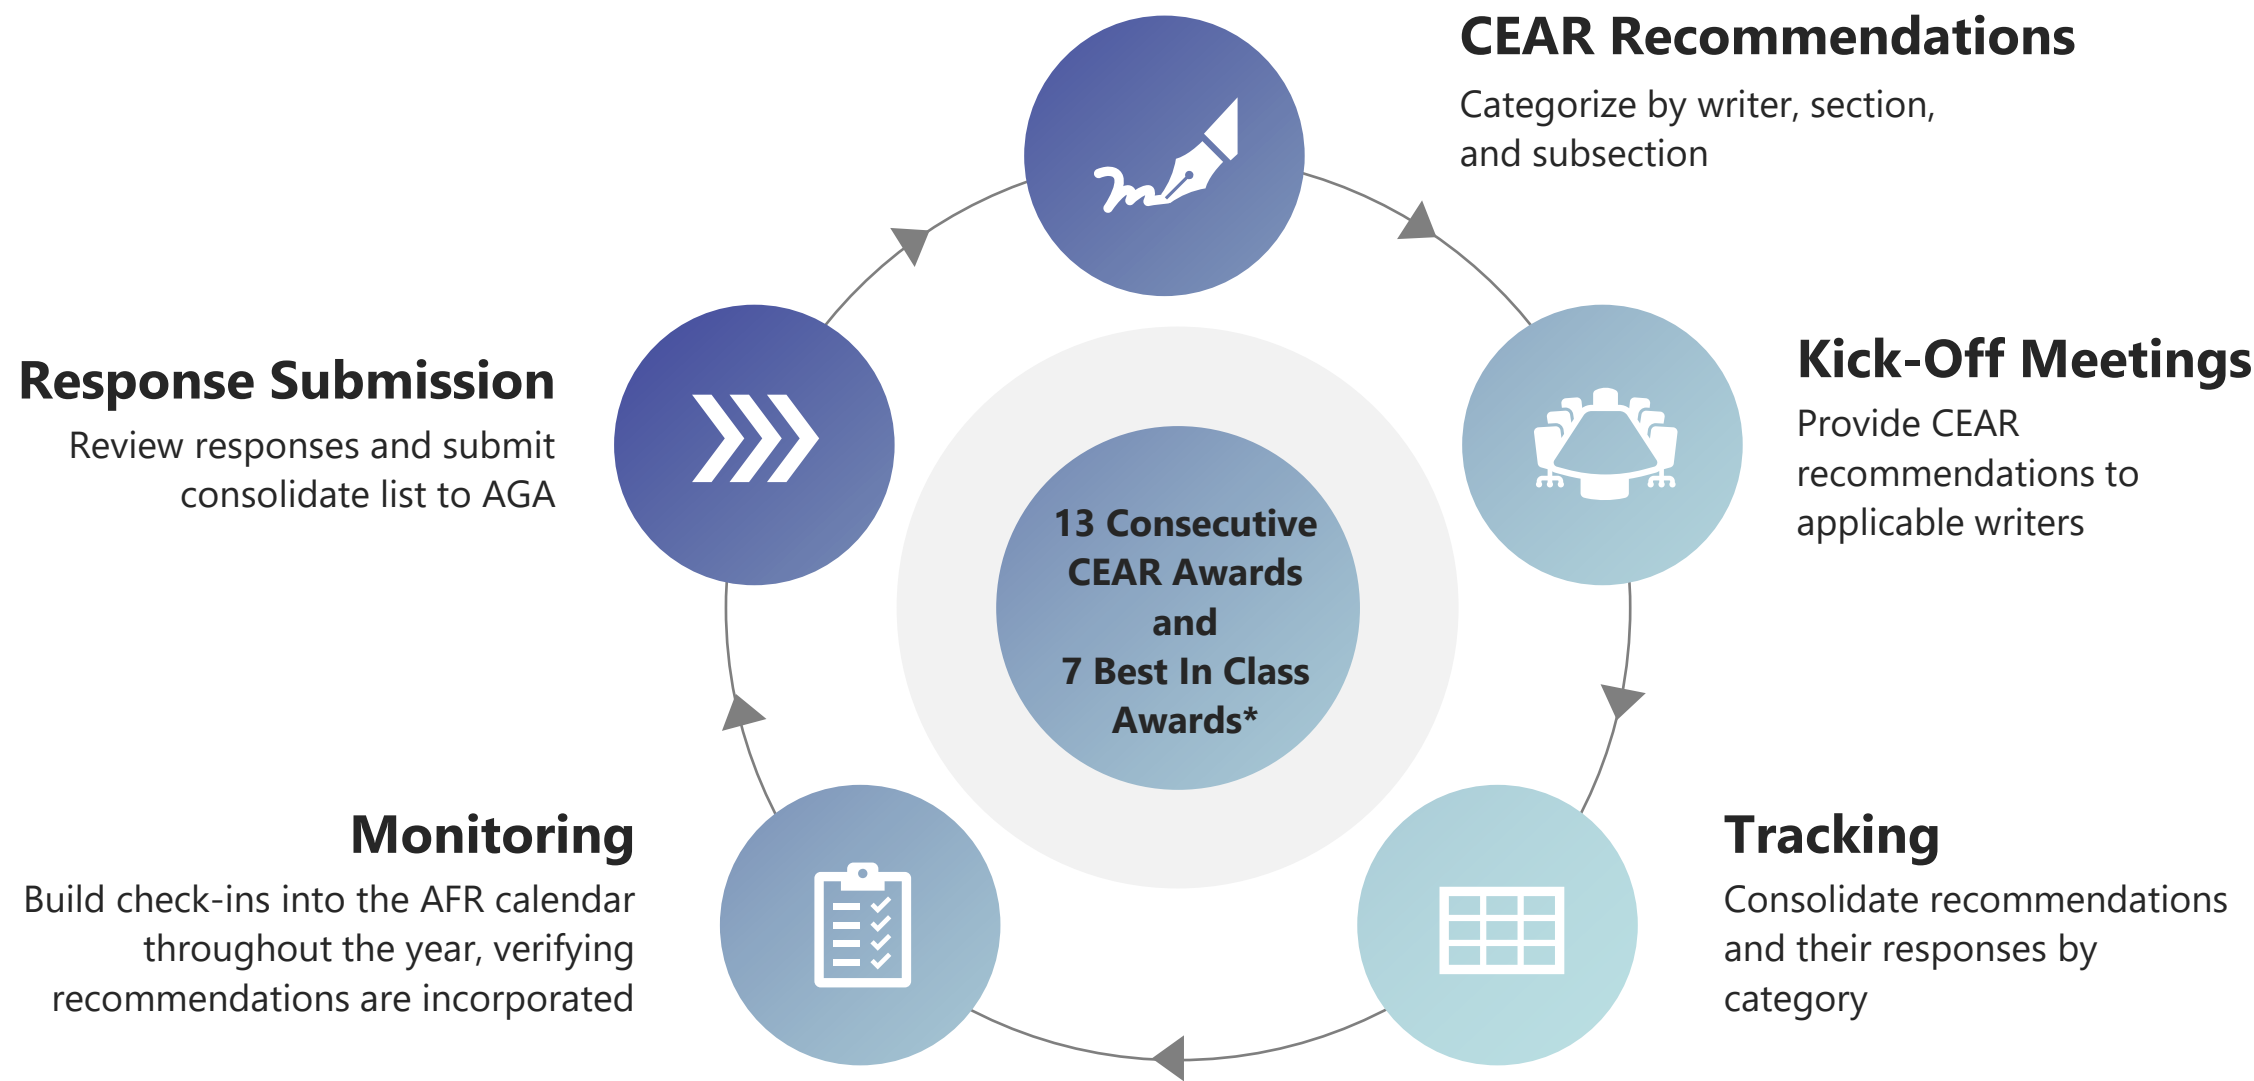 CEAR Recommendations
Categorize by writer, section,
and subsection
Kick-Off Meetings
Provide CEAR
recommendations to
applicable writers
Tracking
Consolidate recommendations
and their responses by
category
Monitoring
Build check-ins into the AFR calendar
throughout the year, verifying
recommendations are incorporated
Response Submission
Review responses and submit
consolidate list to AGA
13 Consecutive
CEAR Awards
and
7 Best In Class
Awards*